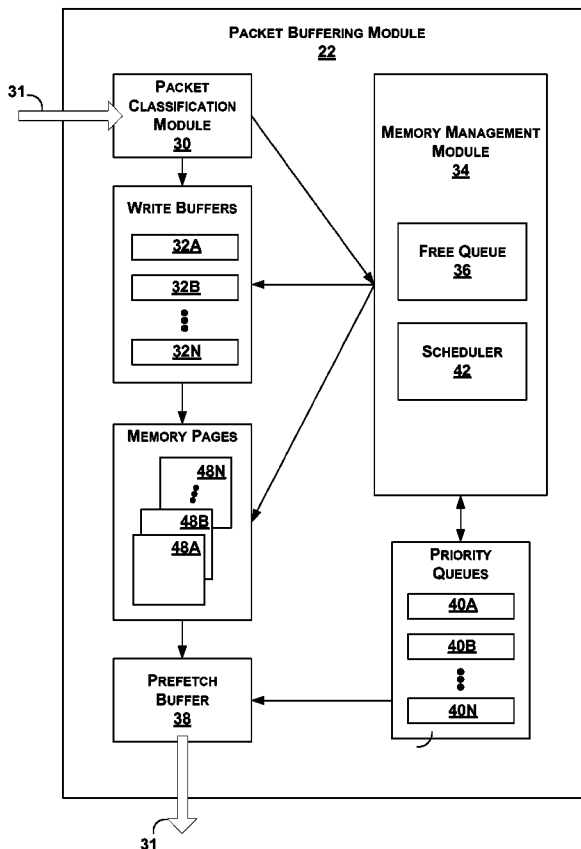 PACKET BUFFERING MODULE
22
31
PACKET
CLASSIFICATION
MODULE
30
WRITE BUFFERS
32A
32B
32N
MEMORY PAGES
48N
48B
48A
PREFETCH
BUFFER
38
31
MEMORY MANAGEMENT
MODULE
34
FREE QUEUE
36
SCHEDULER
42
PRIORITY
QUEUES
40A
40B
40N